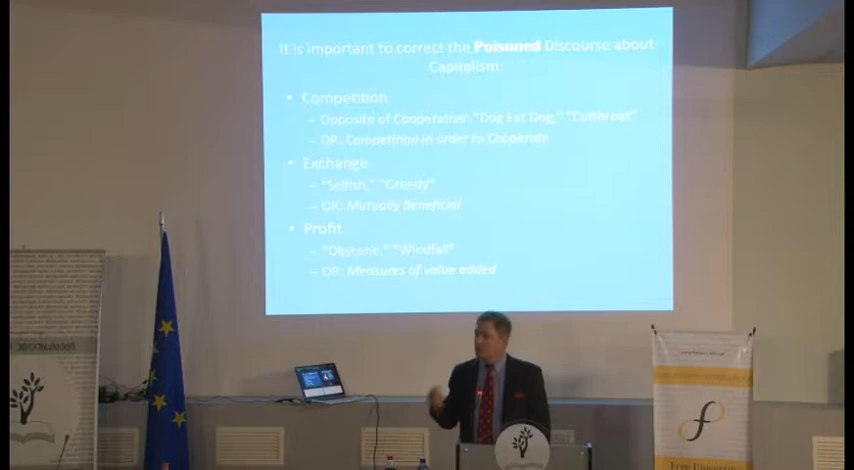 It is important to correct the Poisoned Discourse about
Capitalism:
• Competition
– Opposite of Cooperative: "Dog Eat Dog," "Cutthroat"
– OR: Competition in order to Cooperate
• Exchange
– "Selfish," "Greedy"
– OR: Mutually Beneficial
• Profit
– "Obscene," "Windfall"
– OR: Measures of value added